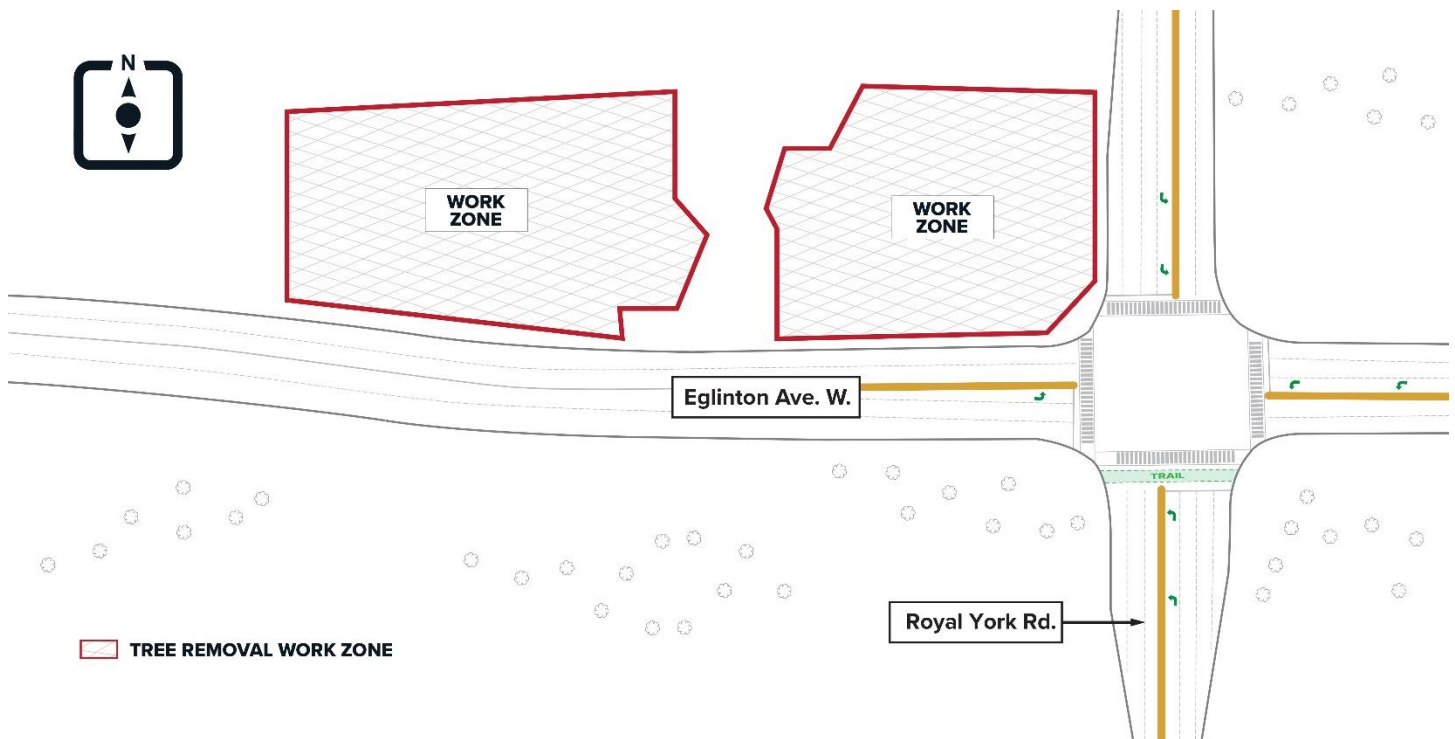 N
WORK
ZONE
WORK
ZONE
Eglinton Ave. W.
TRAIL
Royal York Rd.
TREE REMOVAL WORK ZONE